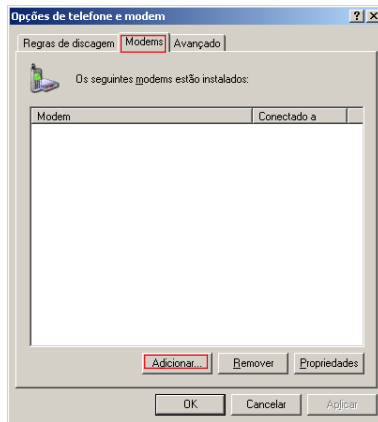 Opções de telefone e modem
Regras de discagem Modems Avançado
Os seguintes modems estão instalados:
Modem Conectado a
Adicionar... Remover Propriedades
OK Cancelar Aplicar